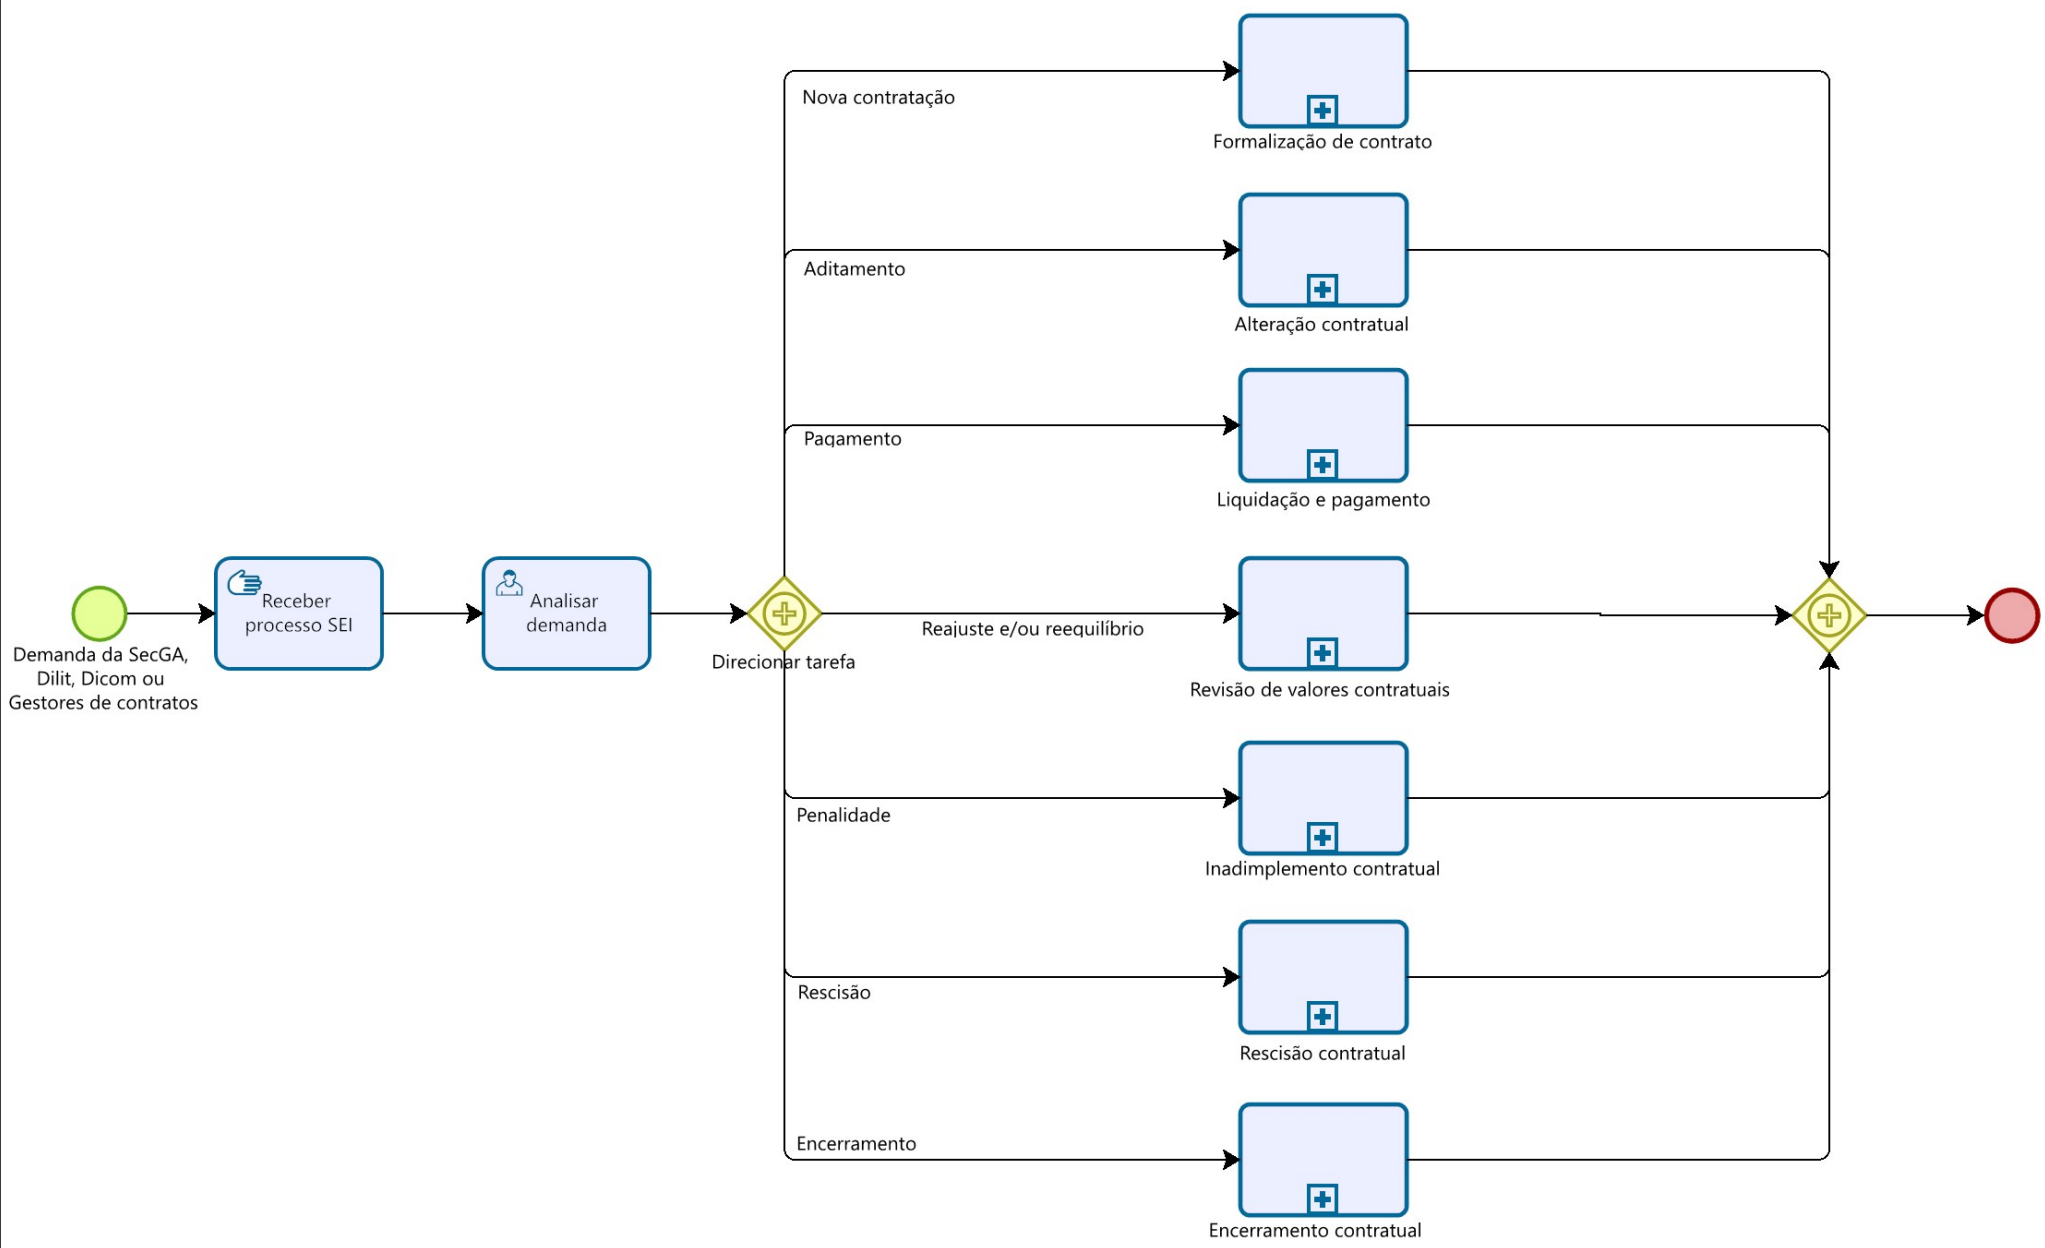 Nova contratação
Formalização de contrato
Aditamento
Alteração contratual
Pagamento
Liquidação e pagamento
Receber
processo SEI
Analisar
demanda
Demanda da SecGA,
Dilit, Dicom ou
Gestores de contratos
Direcionar tarefa
Reajuste e/ou reequilíbrio
Revisão de valores contratuais
Penalidade
Inadimplemento contratual
Rescisão
Rescisão contratual
Encerramento
Encerramento contratual